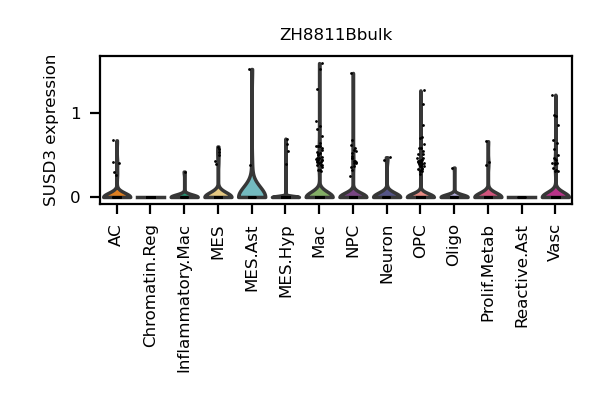 ZH8811Bbulk
SUSD3 expression
1
0
AC
Chromatin.Reg
Inflammatory.Mac
MES
MES.Ast
MES.Hyp
Mac
NPC
Neuron
OPC
Oligo
Prolif.Metab
Reactive.Ast
Vasc